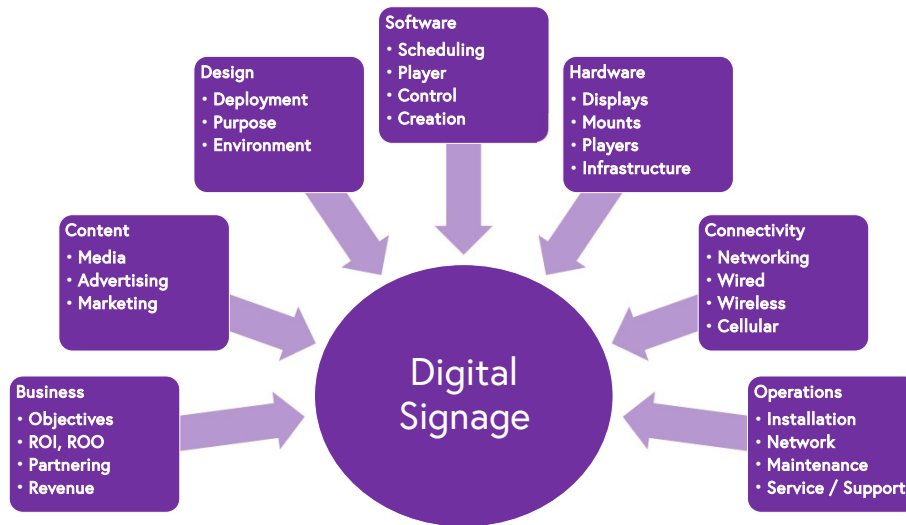 Software
• Scheduling
• Player
• Control
• Creation
Design
• Deployment
• Purpose
• Environment
Hardware
• Displays
• Mounts
• Players
• Infrastructure
Content
• Media
• Advertising
• Marketing
Connectivity
• Networking
• Wired
• Wireless
• Cellular
Digital
Signage
Business
• Objectives
• ROI, ROO
• Partnering
• Revenue
Operations
• Installation
• Network
• Maintenance
• Service / Support